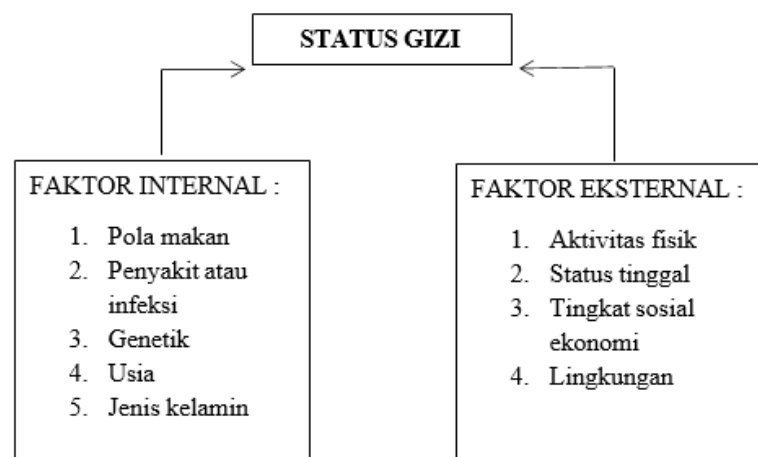 STATUS GIZI
FAKTOR INTERNAL :
1. Pola makan
2. Penyakit atau
infeksi
3. Genetik
4. Usia
5. Jenis kelamin
FAKTOR EKSTERNAL :
1. Aktivitas fisik
2. Status tinggal
3. Tingkat sosial
ekonomi
4. Lingkungan